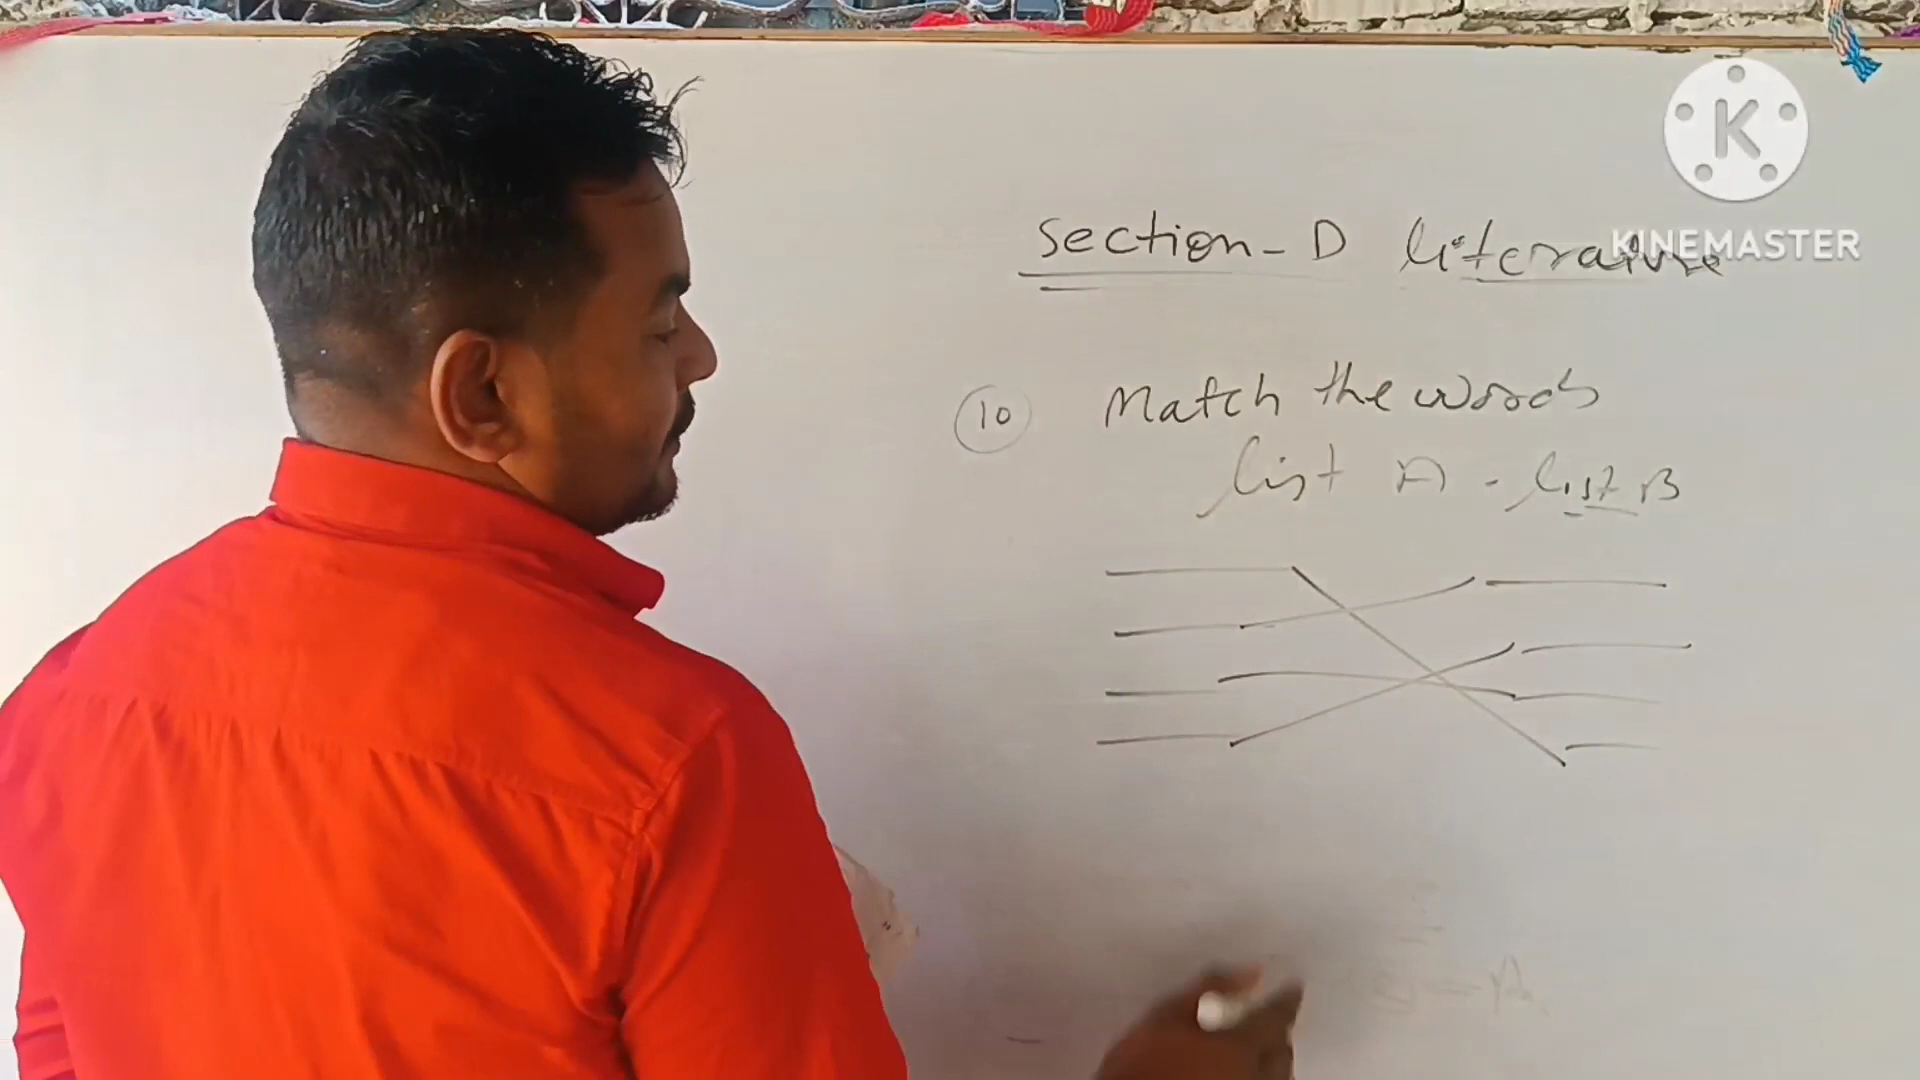 K
KINEMASTER
Section - D literature
10 Match the words
list A - list B